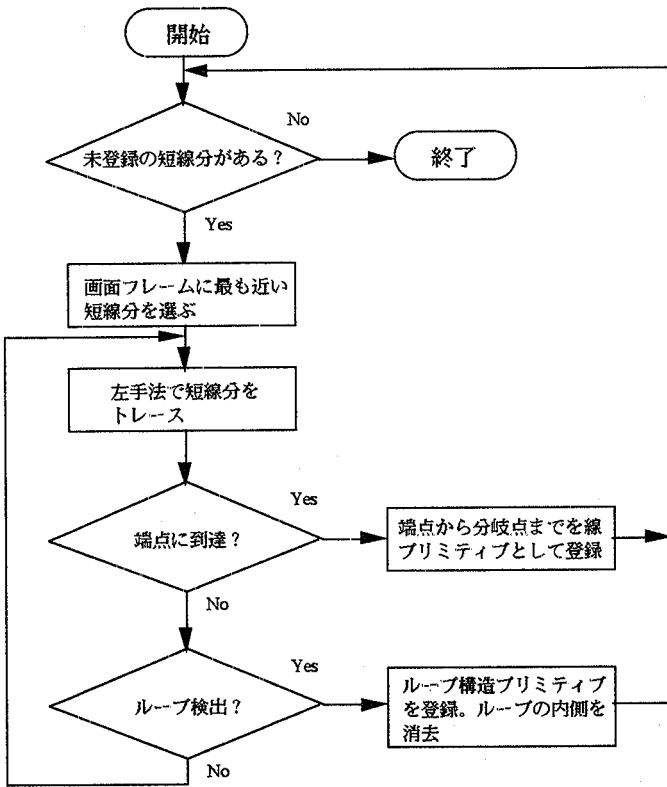 開始
No
未登録の短線分がある？
終了
Yes
画面フレームに最も近い
短線分を選ぶ
左手法で短線分を
トレース
Yes
端点に到達？
端点から分岐点までを線
プリミティブとして登録
No
Yes
ループ検出？
ループ構造プリミティブ
を登録。ループの内側を
消去
No